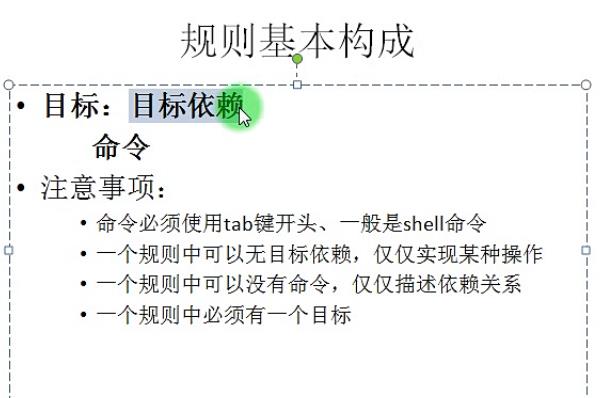 规则基本构成
• 目标：目标依赖
命令
• 注意事项：
• 命令必须使用tab键开头、一般是shell命令
• 一个规则中可以无目标依赖，仅仅实现某种操作
• 一个规则中可以没有命令，仅仅描述依赖关系
• 一个规则中必须有一个目标